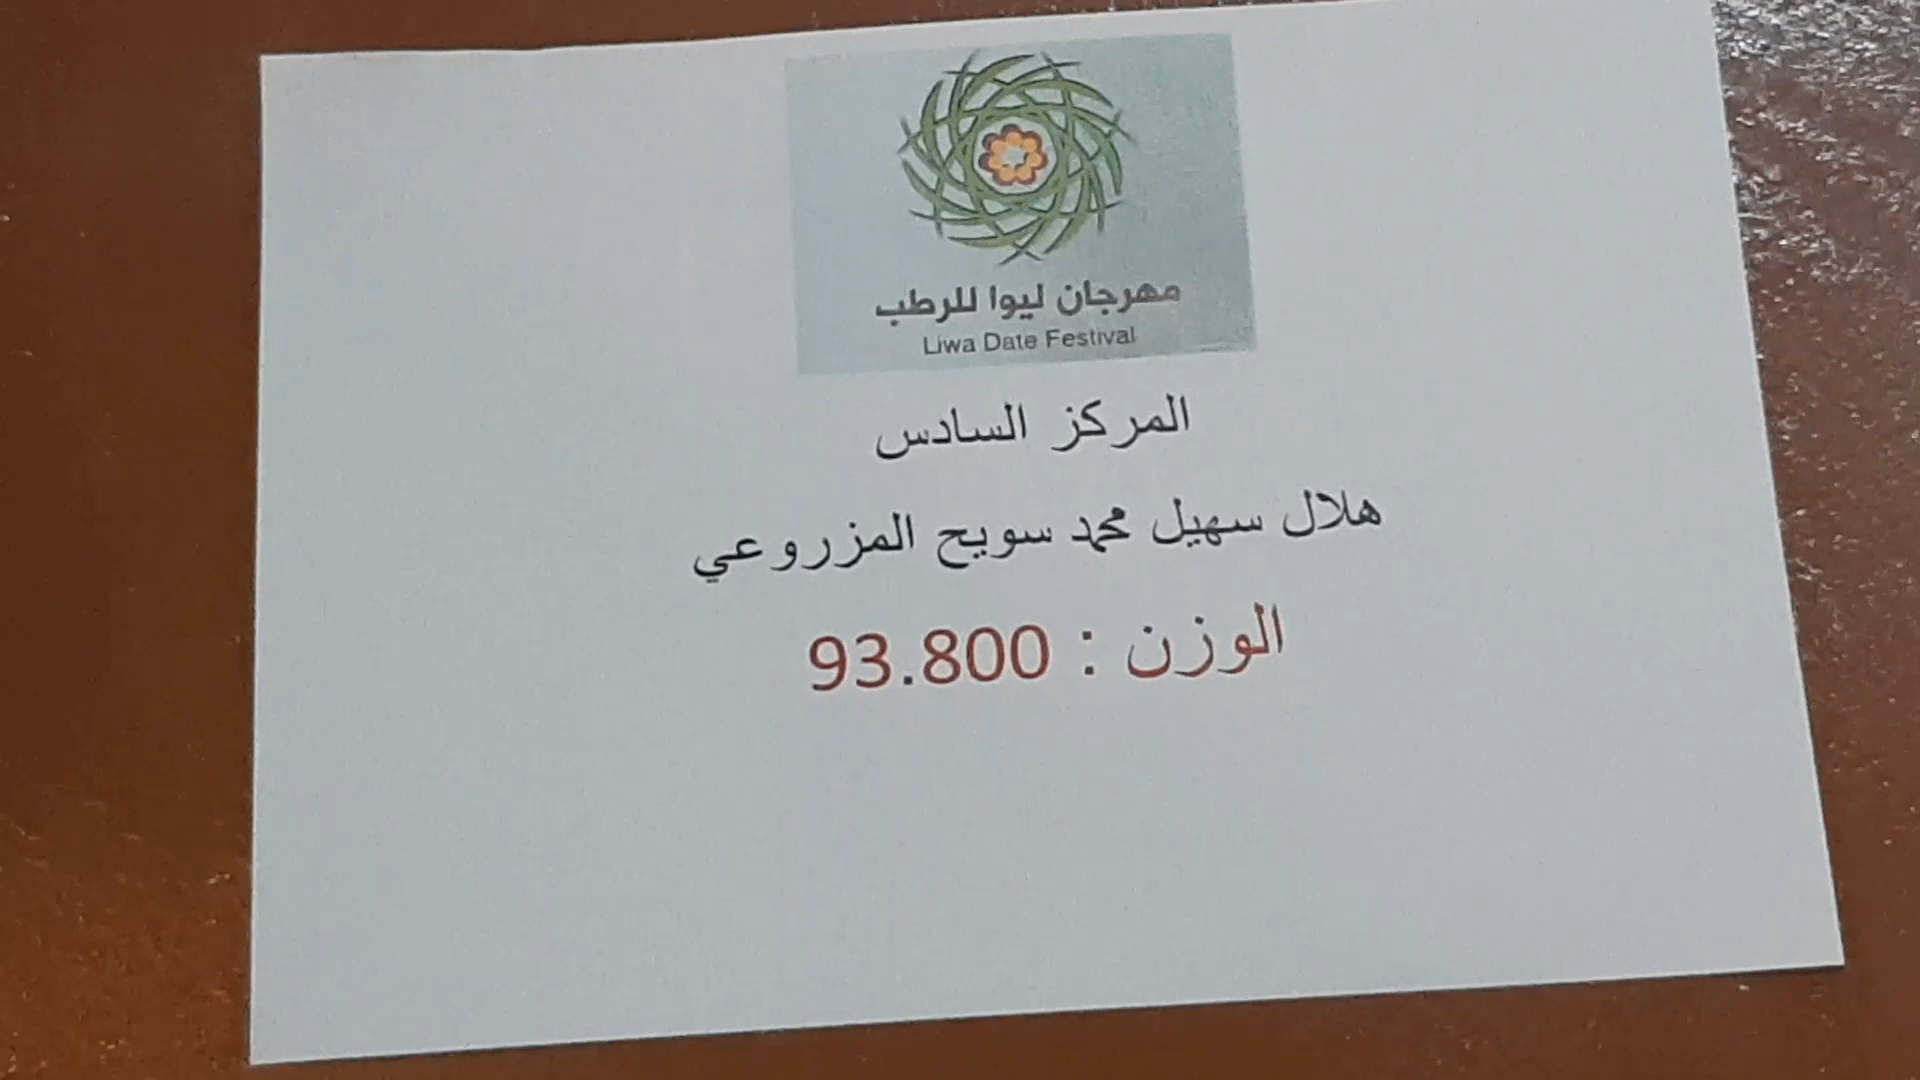 مهرجان ليوا للرطب
Liwa Date Festival
المركز السادس
هلال سهيل محمد سويح المزروعي
الوزن : 93.800